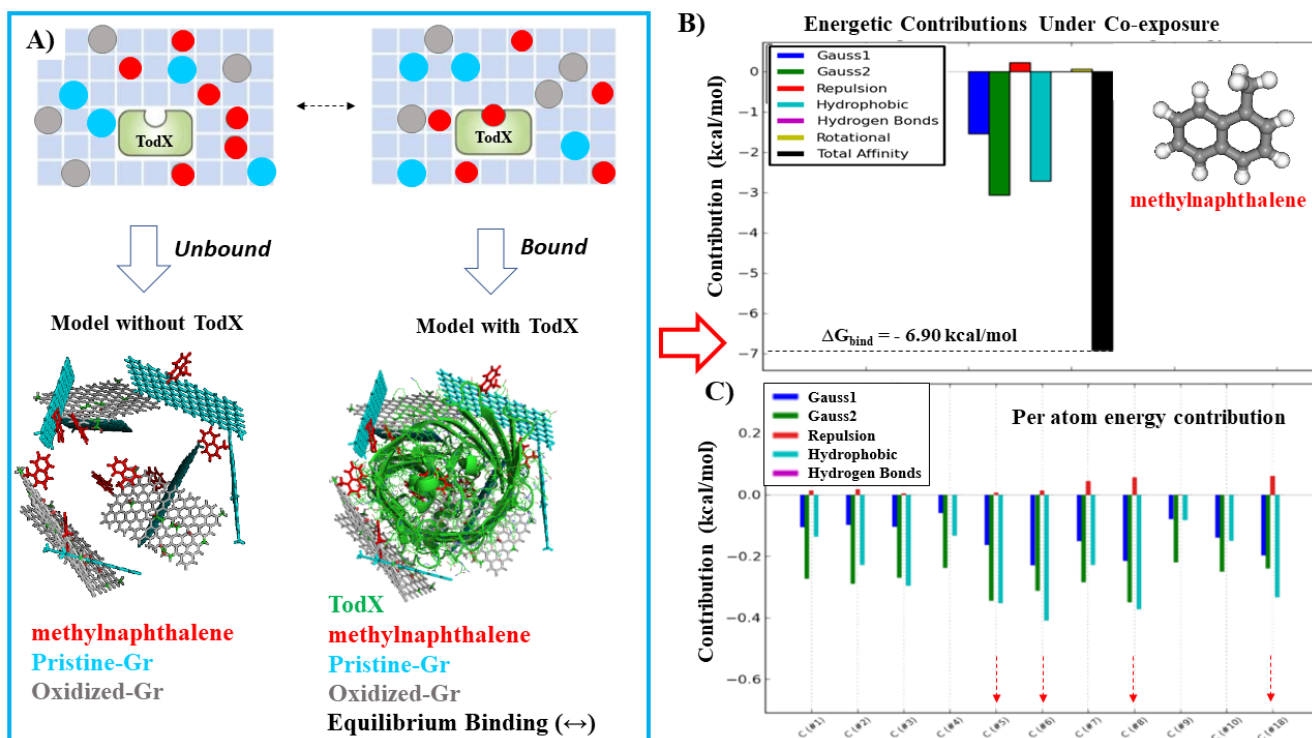 A)
TodX
TodX
Unbound
Bound
Model without TodX
Model with TodX
methylnaphthalene
Pristine-Gr
Oxidized-Gr
TodX
methylnaphthalene
Pristine-Gr
Oxidized-Gr
Equilibrium Binding (↔)
B)
Energetic Contributions Under Co-exposure
Gauss1
Gauss2
Repulsion
Hydrophobic
Hydrogen Bonds
Rotational
Total Affinity
Contribution (kcal/mol)
0
−1
−2
−3
−4
−5
−6
−7
ΔGbind = - 6.90 kcal/mol
methylnaphthalene
C)
Gauss1
Gauss2
Repulsion
Hydrophobic
Hydrogen Bonds
Per atom energy contribution
Contribution (kcal/mol)
0.2
0.0
−0.2
−0.4
−0.6
C (#1)
C (#2)
C (#3)
C (#4)
C (#5)
C (#6)
C (#7)
C (#8)
C (#9)
C (#10)
C (#18)